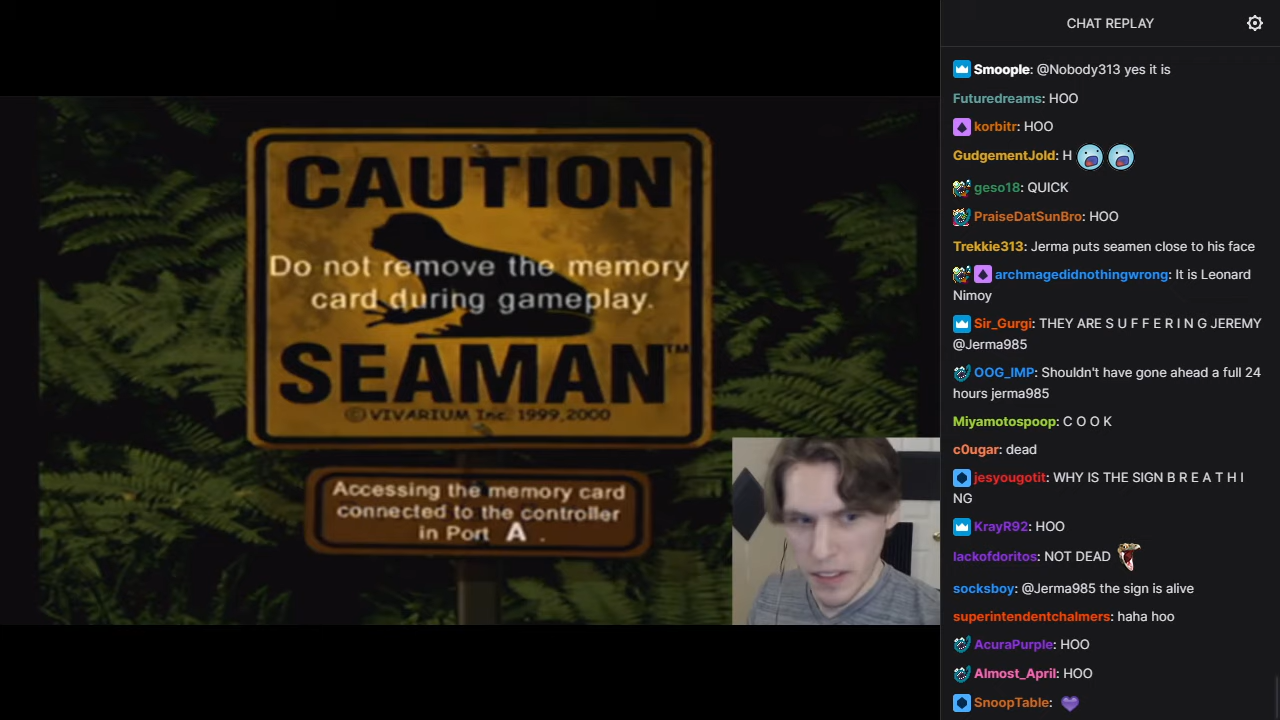 CAUTION
Do not remove the memory
card during gameplay.
SEAMAN™
© VIVARIUM Inc. 1999,2000
Accessing the memory card
connected to the controller
in Port A .
CHAT REPLAY
Smoople: @Nobody313 yes it is
Futuredreams: HOO
korbitr: HOO
GudgementJold: H
geso18: QUICK
PraiseDatSunBro: HOO
Trekkie313: Jerma puts seamen close to his face
archmagedidnothingwrong: It is Leonard
Nimoy
Sir_Gurgi: THEY ARE S U F F E R I N G JEREMY
@Jerma985
OOG_IMP: Shouldn't have gone ahead a full 24
hours jerma985
Miyamotospoop: C O O K
c0ugar: dead
jesyougotit: WHY IS THE SIGN B R E A T H I
NG
KrayR92: HOO
lackofdoritos: NOT DEAD
socksboy: @Jerma985 the sign is alive
superintendentchalmers: haha hoo
AcuraPurple: HOO
Almost_April: HOO
SnoopTable: